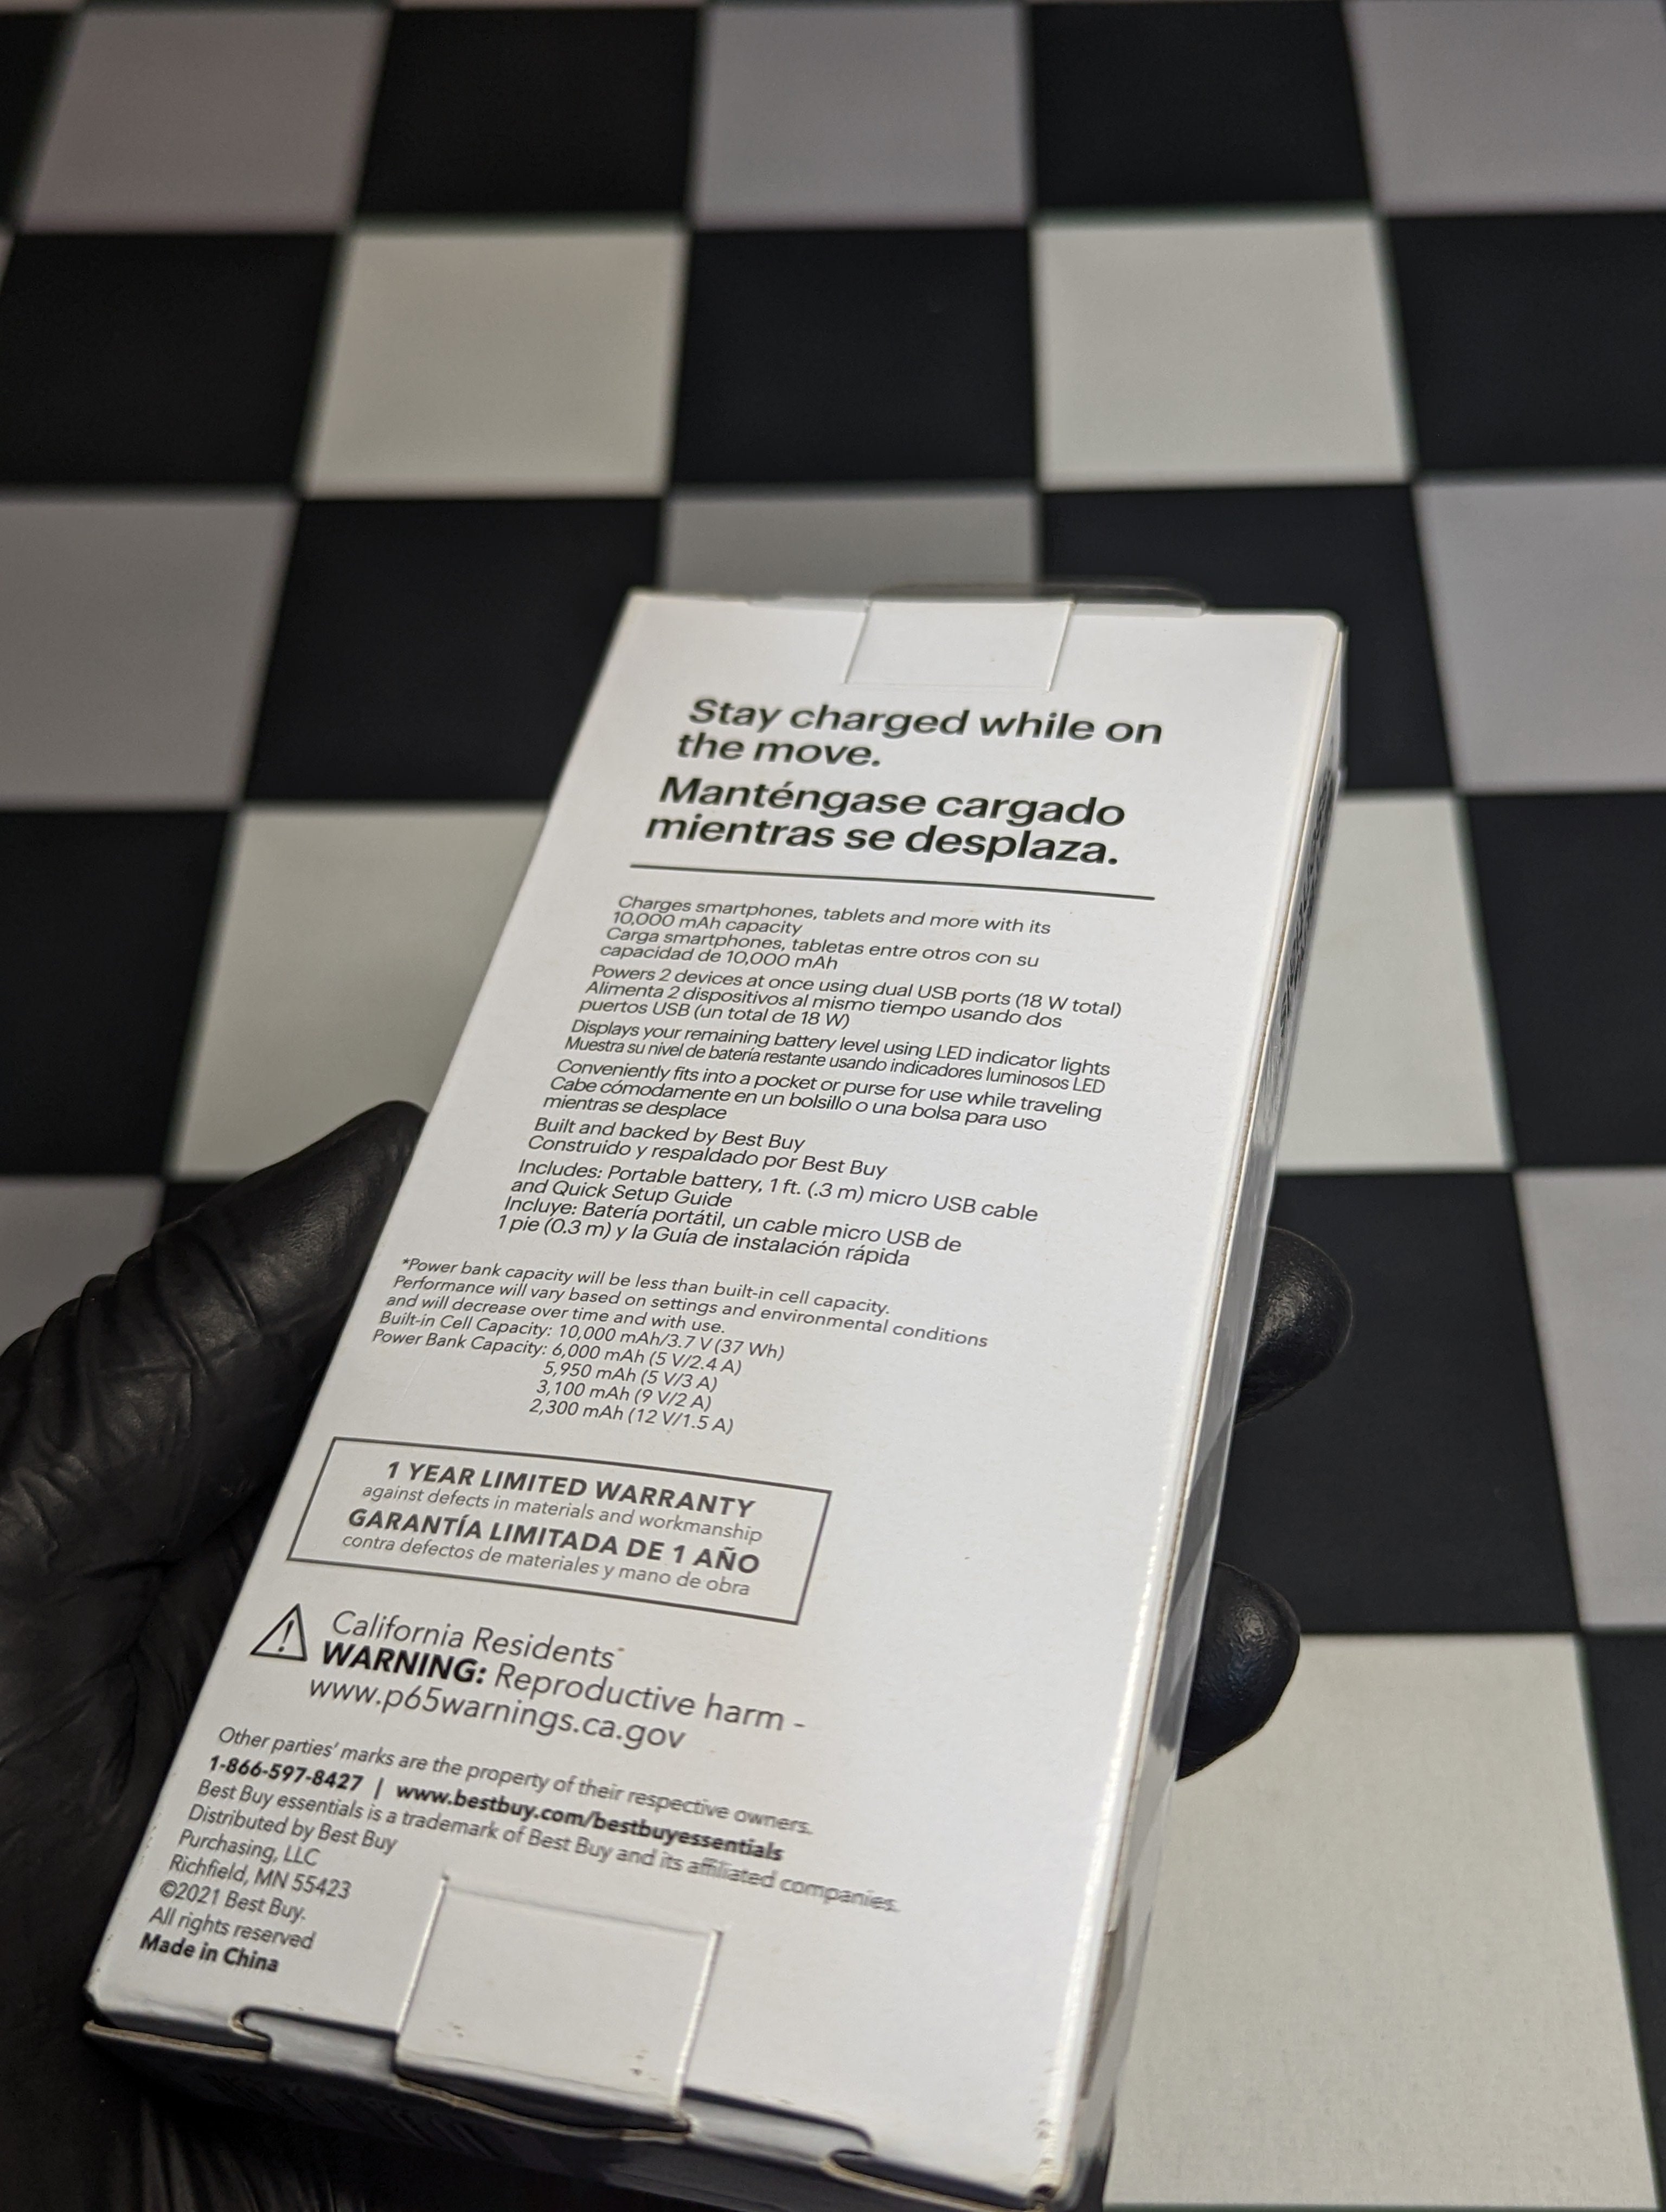 Stay charged while on
the move.
Manténgase cargado
mientras se desplaza.
Charges smartphones, tablets and more with its
10,000 mAh capacity
Carga smartphones, tabletas entre otros con su
capacidad de 10,000 mAh
Powers 2 devices at once using dual USB ports (18 W total)
Alimenta 2 dispositivos al mismo tiempo usando dos
puertos USB (un total de 18 W)
Displays your remaining battery level using LED indicator lights
Muestra su nivel de batería restante usando indicadores luminosos LED
Conveniently fits into a pocket or purse for use while traveling
Cabe cómodamente en un bolsillo o una bolsa para uso
mientras se desplace
Built and backed by Best Buy
Construido y respaldado por Best Buy
Includes: Portable battery, 1 ft. (.3 m) micro USB cable
and Quick Setup Guide
Incluye: Batería portátil, un cable micro USB de
1 pie (0.3 m) y la Guía de instalación rápida
*Power bank capacity will be less than built-in cell capacity.
Performance will vary based on settings and environmental conditions
and will decrease over time and with use.
Built-in Cell Capacity: 10,000 mAh/3.7 V (37 Wh)
Power Bank Capacity: 6,000 mAh (5 V/2.4 A)
5,950 mAh (5 V/3 A)
3,100 mAh (9 V/2 A)
2,300 mAh (12 V/1.5 A)
1 YEAR LIMITED WARRANTY
against defects in materials and workmanship
GARANTÍA LIMITADA DE 1 AÑO
contra defectos de materiales y mano de obra
California Residents-
WARNING: Reproductive harm -
www.p65warnings.ca.gov
Other parties' marks are the property of their respective owners.
1-866-597-8427 | www.bestbuy.com/bestbuyessentials
Best Buy essentials is a trademark of Best Buy and its affiliated companies.
Distributed by Best Buy
Purchasing, LLC
Richfield, MN 55423
©2021 Best Buy.
All rights reserved
Made in China